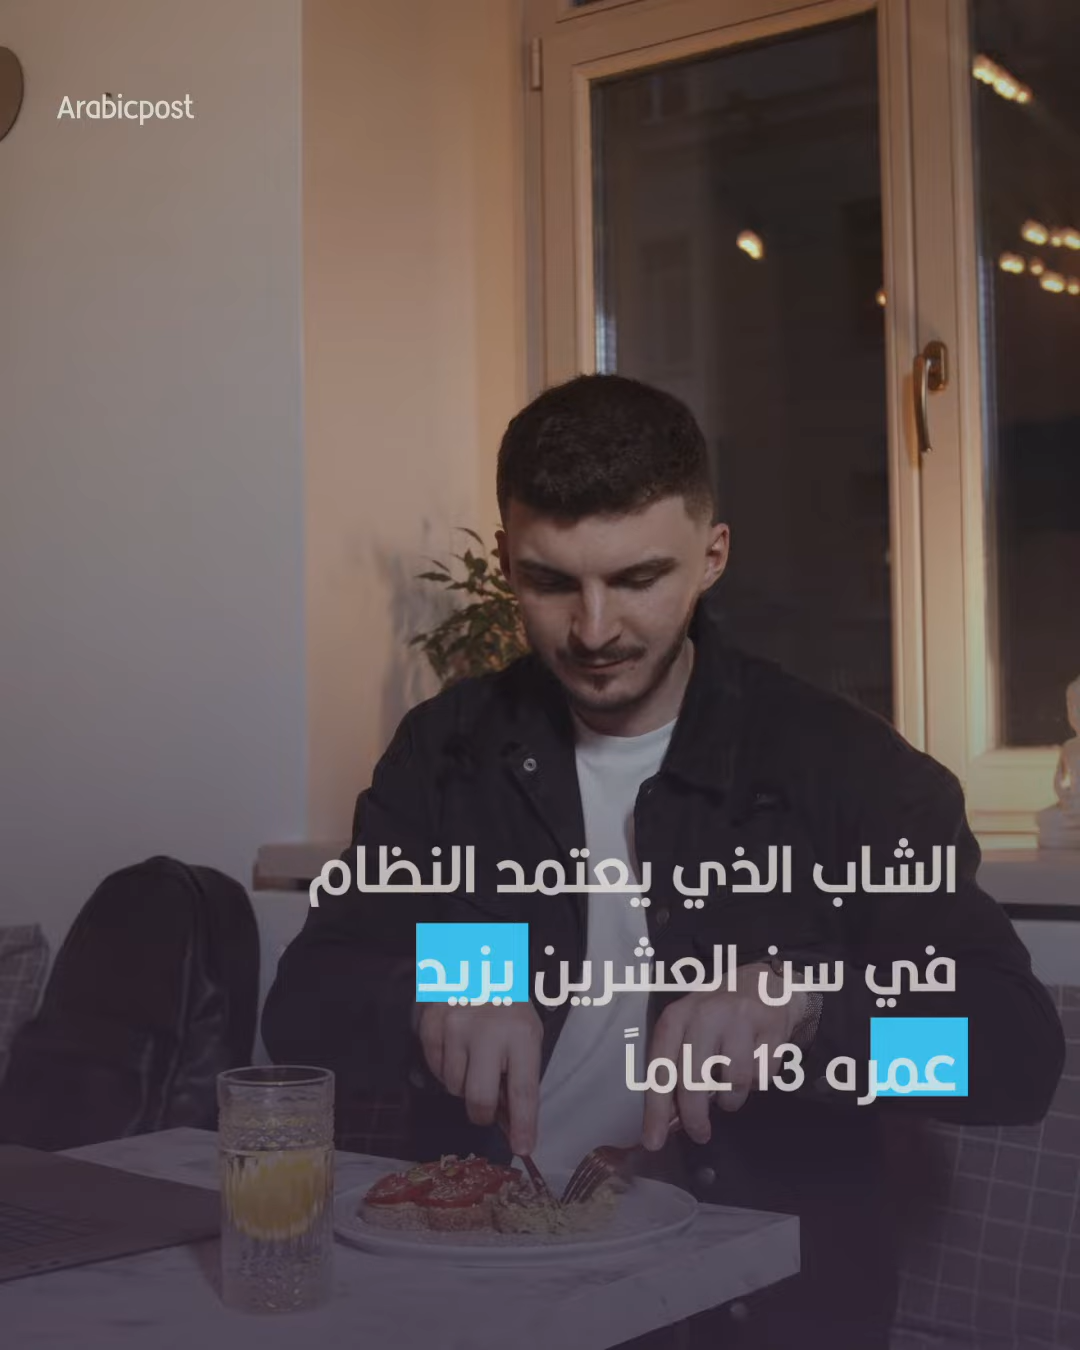 Arabicpost
الشاب الذي يعتمد النظام
في سن العشرين يزيد
عمره 13 عاماً